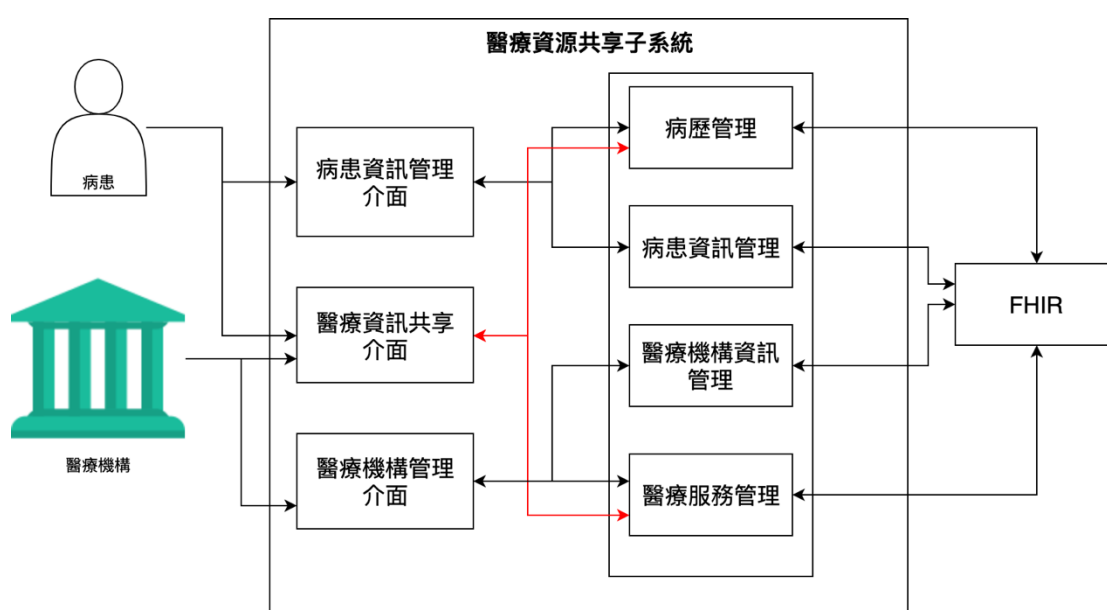 醫療資源共享子系統
病患
病患資訊管理
介面
醫療資訊共享
介面
醫療機構
醫療機構管理
介面
病歷管理
病患資訊管理
醫療機構資訊
管理
醫療服務管理
FHIR